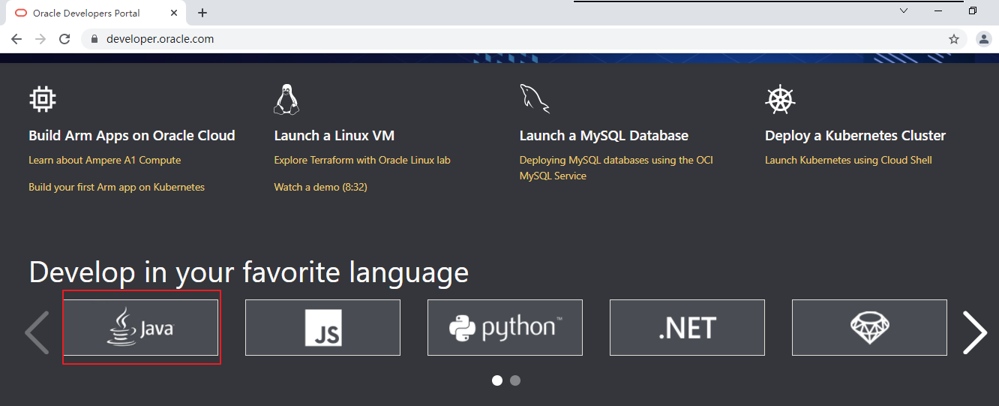 Oracle Developers Portal
developer.oracle.com
Build Arm Apps on Oracle Cloud
Learn about Ampere A1 Compute
Build your first Arm app on Kubernetes
Launch a Linux VM
Explore Terraform with Oracle Linux lab
Watch a demo (8:32)
Launch a MySQL Database
Deploying MySQL databases using the OCI
MySQL Service
Deploy a Kubernetes Cluster
Launch Kubernetes using Cloud Shell
Develop in your favorite language
Java
JS
python™
.NET